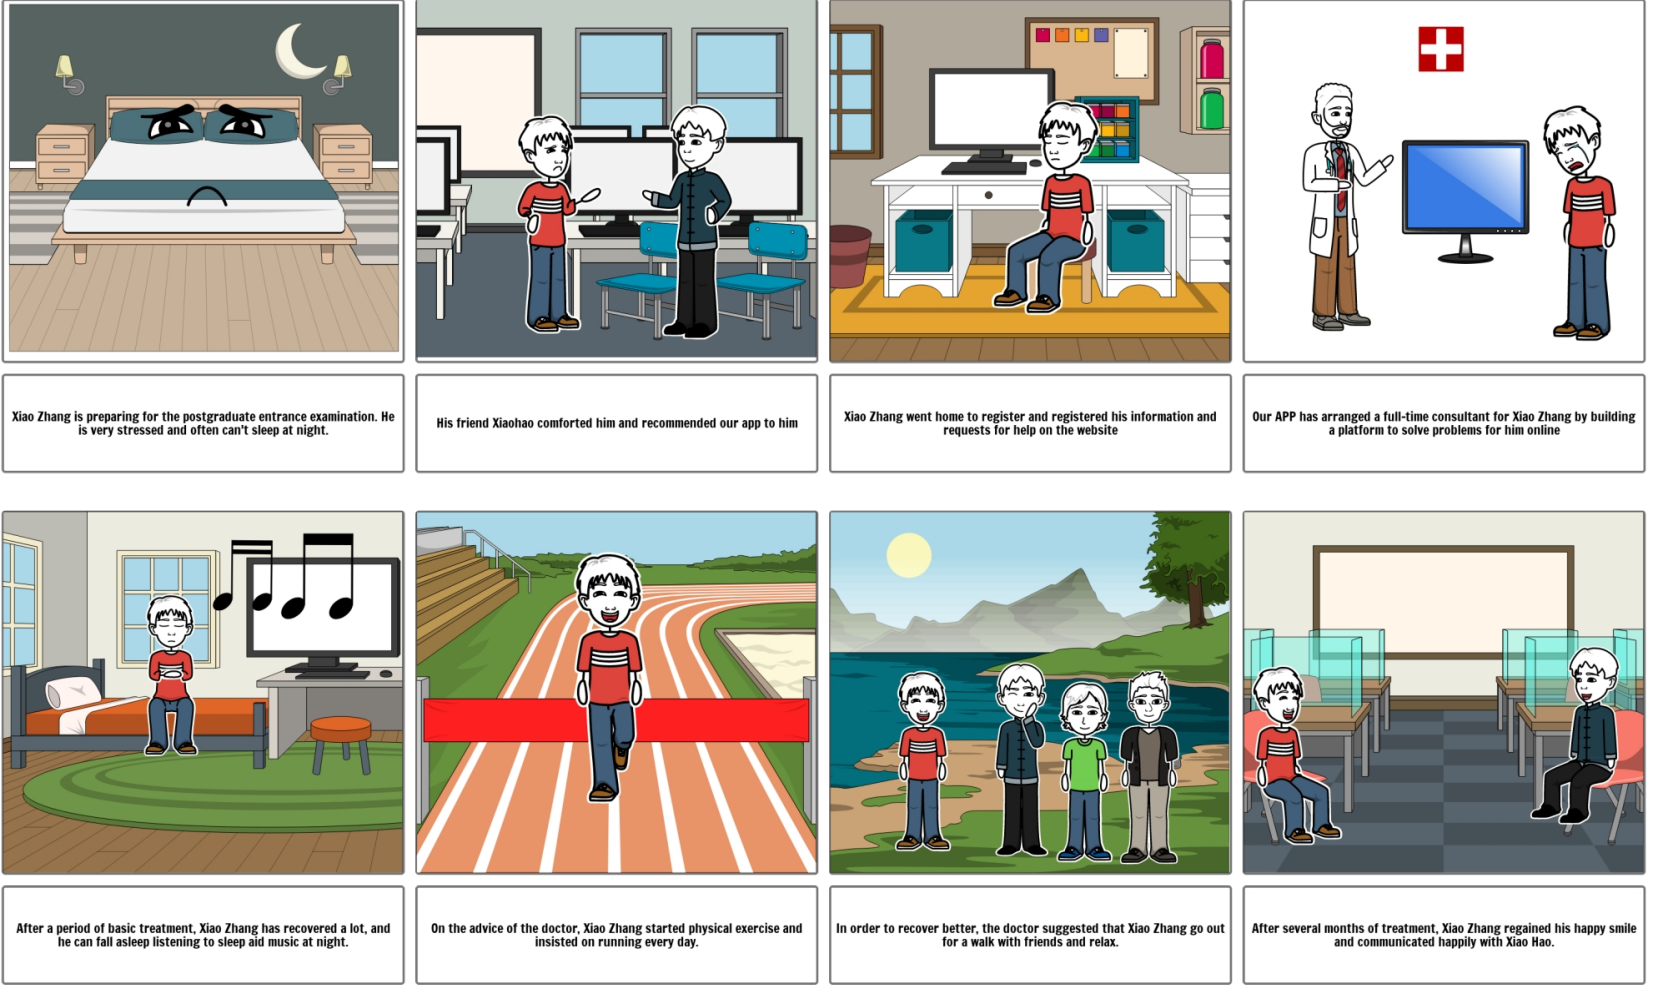 Xiao Zhang is preparing for the postgraduate entrance examination. He
is very stressed and often can't sleep at night.
His friend Xiaohao comforted him and recommended our app to him
Xiao Zhang went home to register and registered his information and
requests for help on the website
Our APP has arranged a full-time consultant for Xiao Zhang by building
a platform to solve problems for him online
After a period of basic treatment, Xiao Zhang has recovered a lot, and
he can fall asleep listening to sleep aid music at night.
On the advice of the doctor, Xiao Zhang started physical exercise and
insisted on running every day.
In order to recover better, the doctor suggested that Xiao Zhang go out
for a walk with friends and relax.
After several months of treatment, Xiao Zhang regained his happy smile
and communicated happily with Xiao Hao.